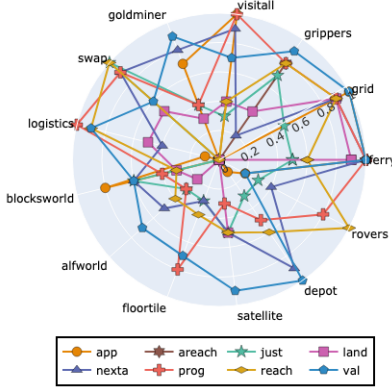 visitall
goldminer
grippers
swap
grid
0.8
0.6
0.4
0.2
0
logistics
ferry
blocksworld
rovers
alfworld
depot
floortile
satellite
app areach just land
nexta prog reach val